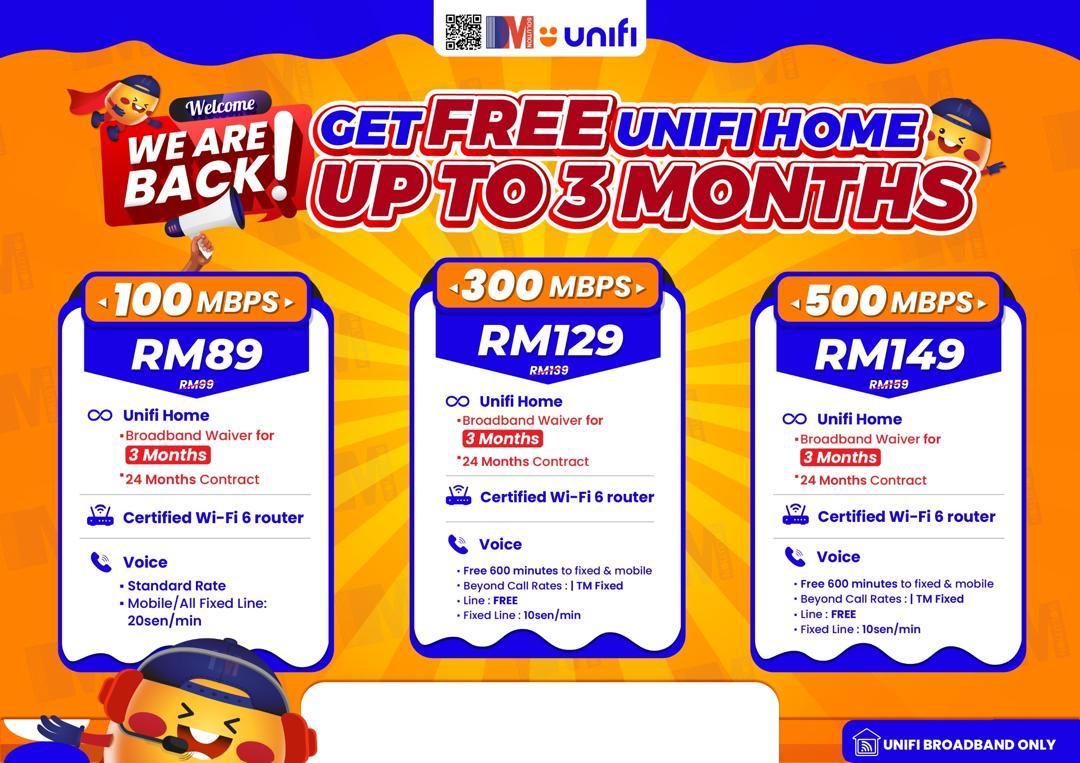 DM SOLUTION unifi
Welcome
WE ARE
BACK!
GET FREE UNIFI HOME
UP TO 3 MONTHS
100 MBPS
RM89
RM99
Unifi Home
▪Broadband Waiver for
3 Months
▪24 Months Contract
Certified Wi-Fi 6 router
Voice
▪ Standard Rate
▪ Mobile/All Fixed Line:
20sen/min
300 MBPS
RM129
RM139
Unifi Home
▪Broadband Waiver for
3 Months
▪24 Months Contract
Certified Wi-Fi 6 router
Voice
• Free 600 minutes to fixed & mobile
• Beyond Call Rates : | TM Fixed
• Line : FREE
• Fixed Line : 10sen/min
500 MBPS
RM149
RM159
Unifi Home
▪Broadband Waiver for
3 Months
▪24 Months Contract
Certified Wi-Fi 6 router
Voice
• Free 600 minutes to fixed & mobile
• Beyond Call Rates : | TM Fixed
• Line : FREE
• Fixed Line : 10sen/min
UNIFI BROADBAND ONLY